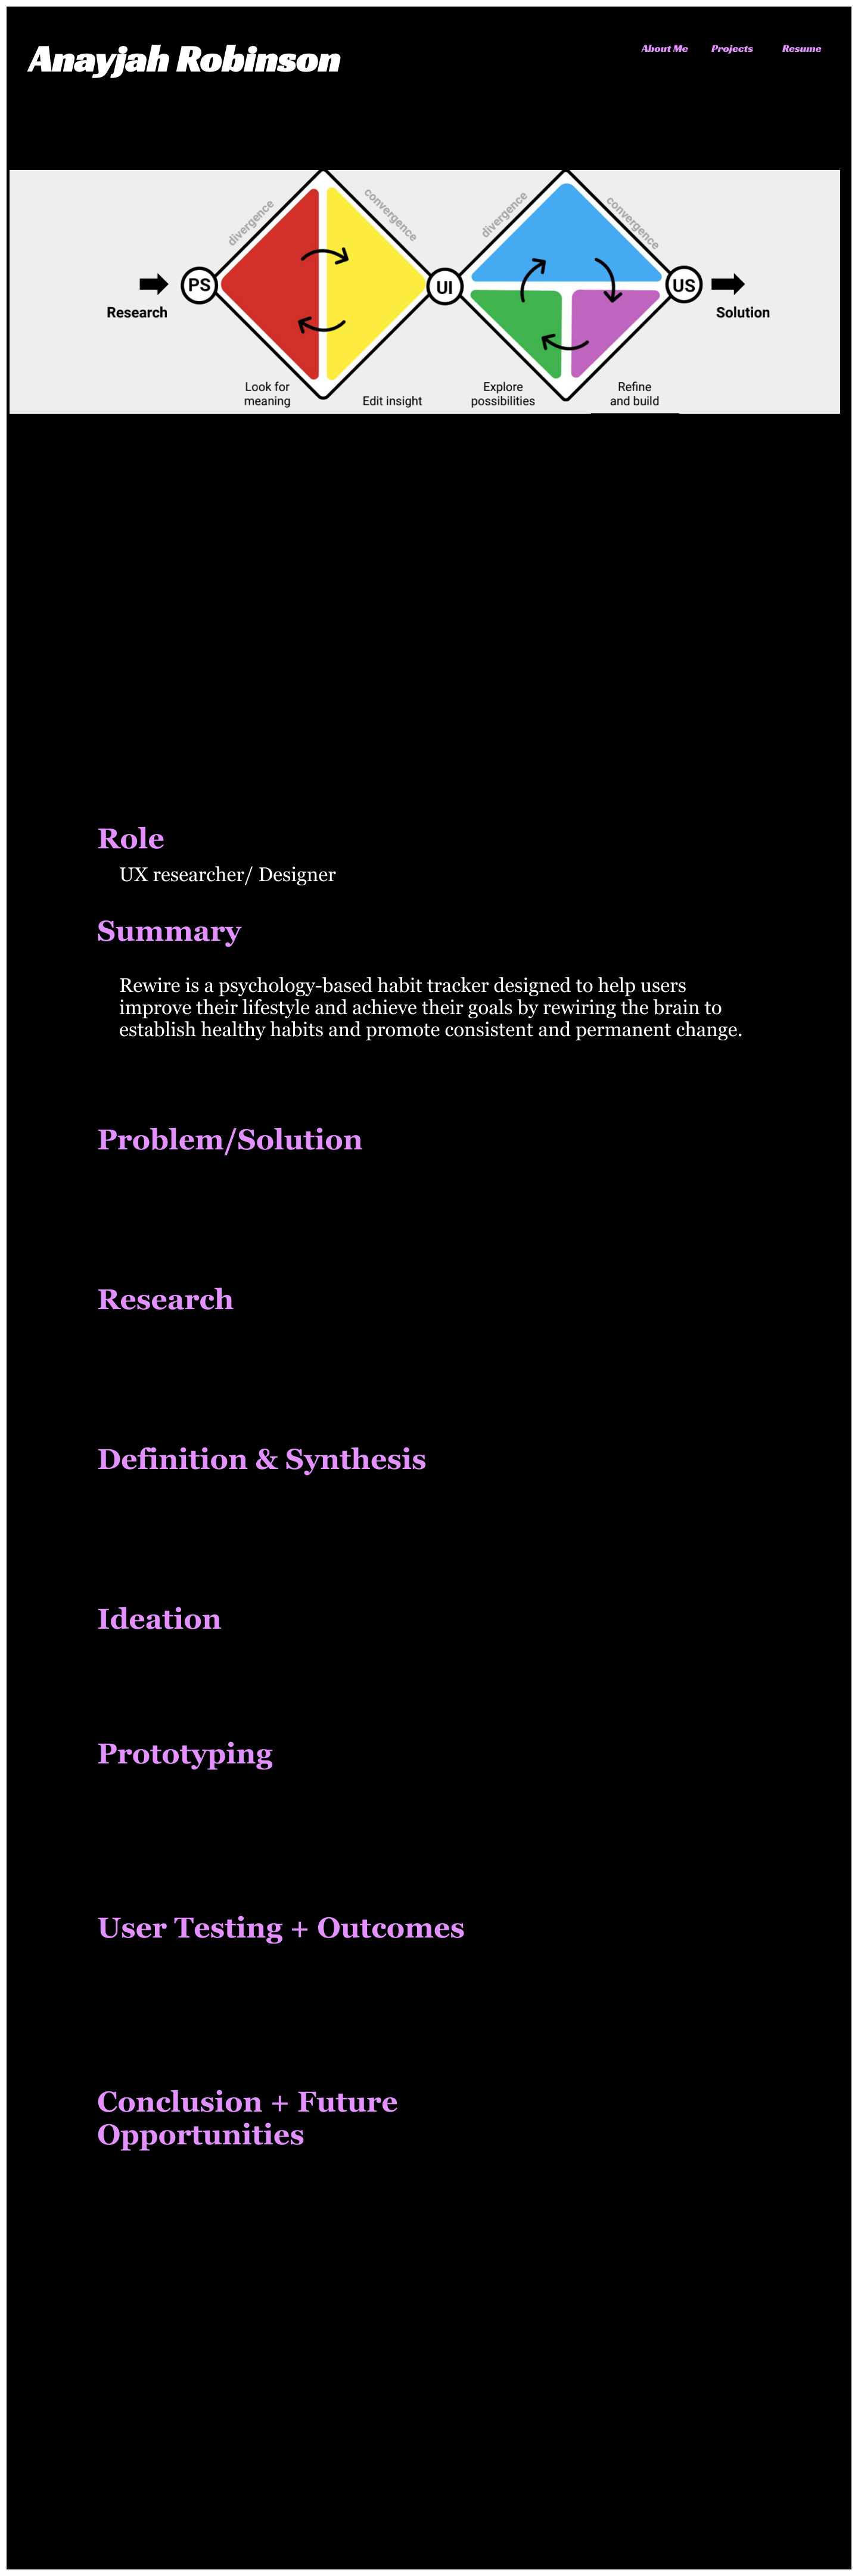 Anayjah Robinson
About Me
Projects
Resume
divergence
convergence
divergence
convergence
PS
UI
US
Research
Solution
Look for
meaning
Edit insight
Explore
possibilities
Refine
and build
Role
UX researcher/ Designer
Summary
Rewire is a psychology-based habit tracker designed to help users
improve their lifestyle and achieve their goals by rewiring the brain to
establish healthy habits and promote consistent and permanent change.
Problem/Solution
Research
Definition & Synthesis
Ideation
Prototyping
User Testing + Outcomes
Conclusion + Future
Opportunities